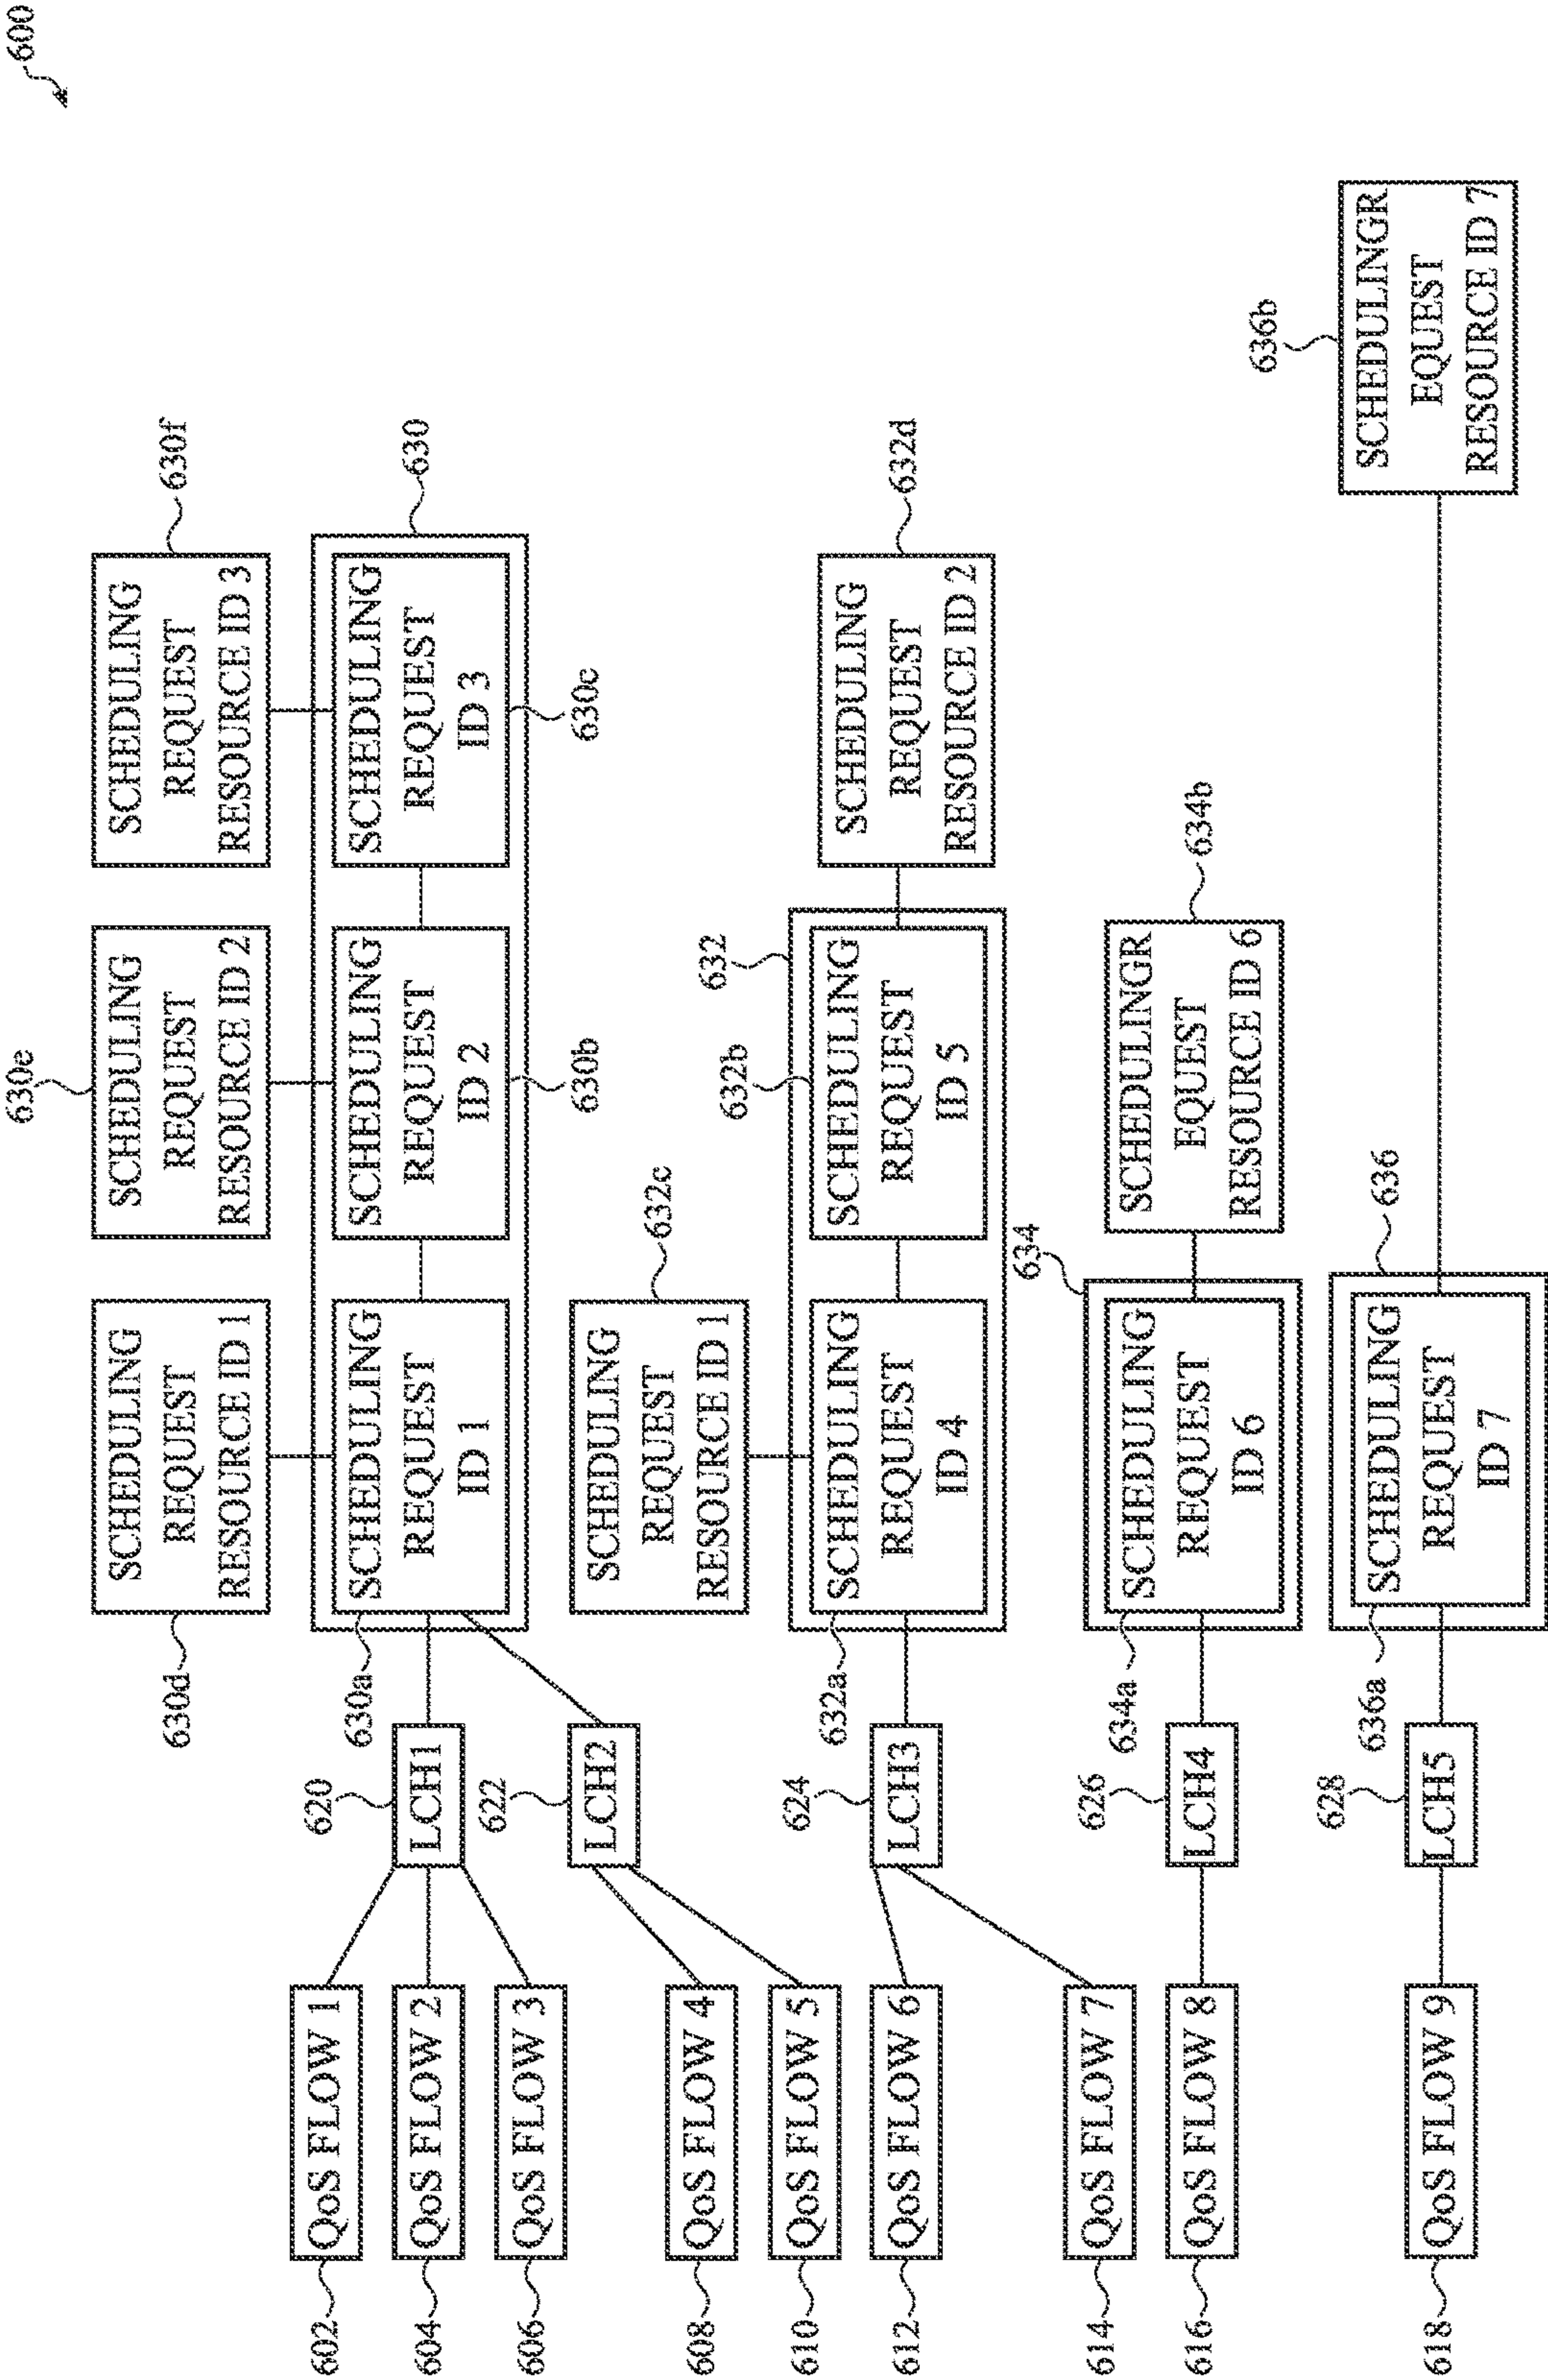 600
630d
SCHEDULING
REQUEST
RESOURCE ID 1
630e
SCHEDULING
REQUEST
RESOURCE ID 2
630f
SCHEDULING
REQUEST
RESOURCE ID 3
602
QoS FLOW 1
604
QoS FLOW 2
606
QoS FLOW 3
620
LCH1
630a
SCHEDULING
REQUEST
ID 1
SCHEDULING
REQUEST
ID 2
630b
SCHEDULING
REQUEST
ID 3
630c
630
608
QoS FLOW 4
610
QoS FLOW 5
622
LCH2
632c
SCHEDULING
REQUEST
RESOURCE ID 1
612
QoS FLOW 6
614
QoS FLOW 7
624
LCH3
632a
SCHEDULING
REQUEST
ID 4
632b
632
SCHEDULING
REQUEST
ID 5
632d
SCHEDULING
REQUEST
RESOURCE ID 2
616
QoS FLOW 8
626
LCH4
634a
634
SCHEDULING
REQUEST
ID 6
634b
SCHEDULINGR
EQUEST
RESOURCE ID 6
618
QoS FLOW 9
628
LCH5
636a
636
SCHEDULING
REQUEST
ID 7
636b
SCHEDULINGR
EQUEST
RESOURCE ID 7